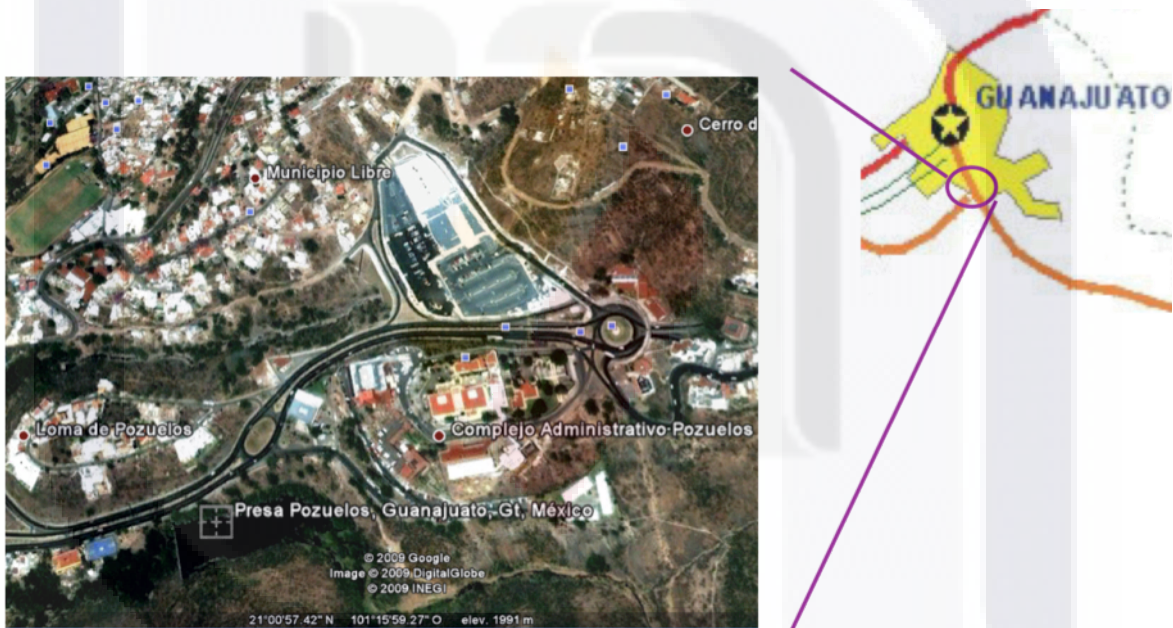 GUANAJUATO
Cerro d
Municipio Libre
Loma de Pozuelos
Complejo Administrativo Pozuelos
Presa Pozuelos, Guanajuato, Gt, México
© 2009 Google
Image © 2009 DigitalGlobe
© 2009 INEGI
21°00'57.42" N 101°15'59.27" O elev. 1991 m